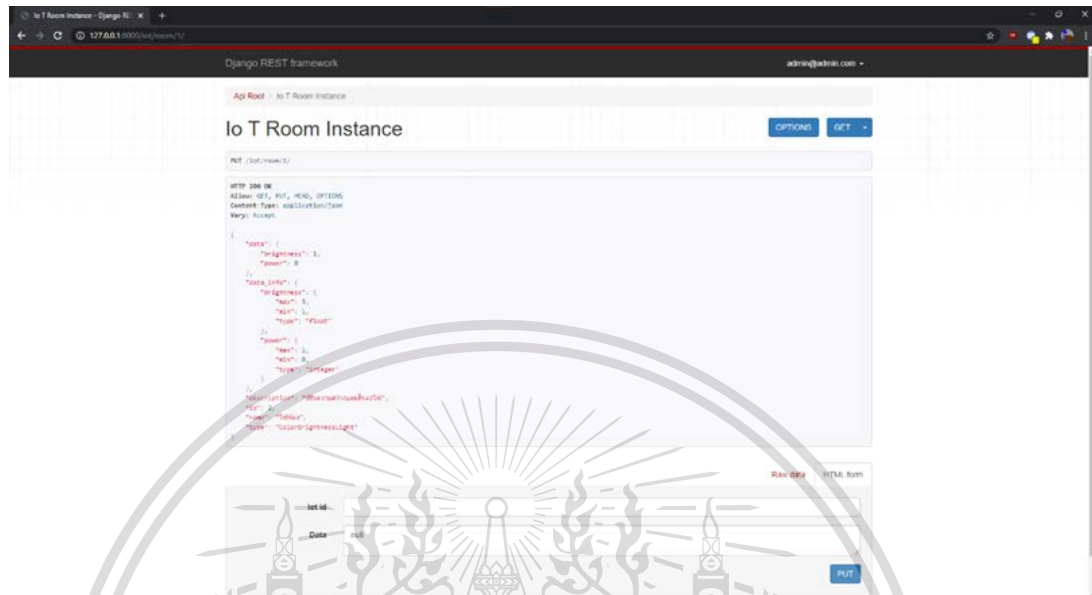 Io T Room Instance - Django RE
127.0.0.1:8000/iot/room/1/
Django REST framework
admin@admin.com
Api Root / Io T Room Instance
Io T Room Instance
OPTIONS
GET
PUT /iot/room/1/
HTTP 200 OK
Allow: GET, PUT, HEAD, OPTIONS
Content-Type: application/json
Vary: Accept
{
"data": {
"brightness": 1,
"power": 0
},
"data_info": {
"brightness": {
"max":
"min": 1,
"type": "float"
},
"power": {
"max": 1,
"min": 0,
"type": "integer"
}
},
"description":
"id": 2,
"name":
"type": "ColorBrightnessLight"
}
Raw data
HTML form
Iot id
Data
null
PUT